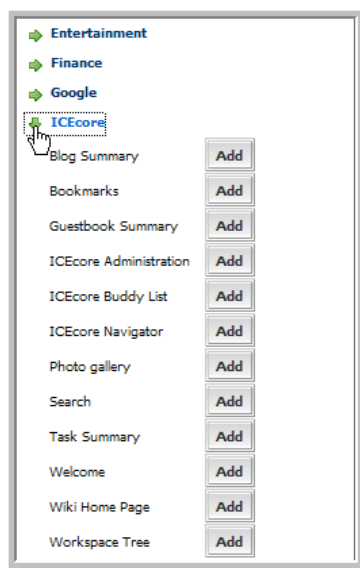 Entertainment
Finance
Google
ICEcore
Blog Summary Add
Bookmarks Add
Guestbook Summary Add
ICEcore Administration Add
ICEcore Buddy List Add
ICEcore Navigator Add
Photo gallery Add
Search Add
Task Summary Add
Welcome Add
Wiki Home Page Add
Workspace Tree Add